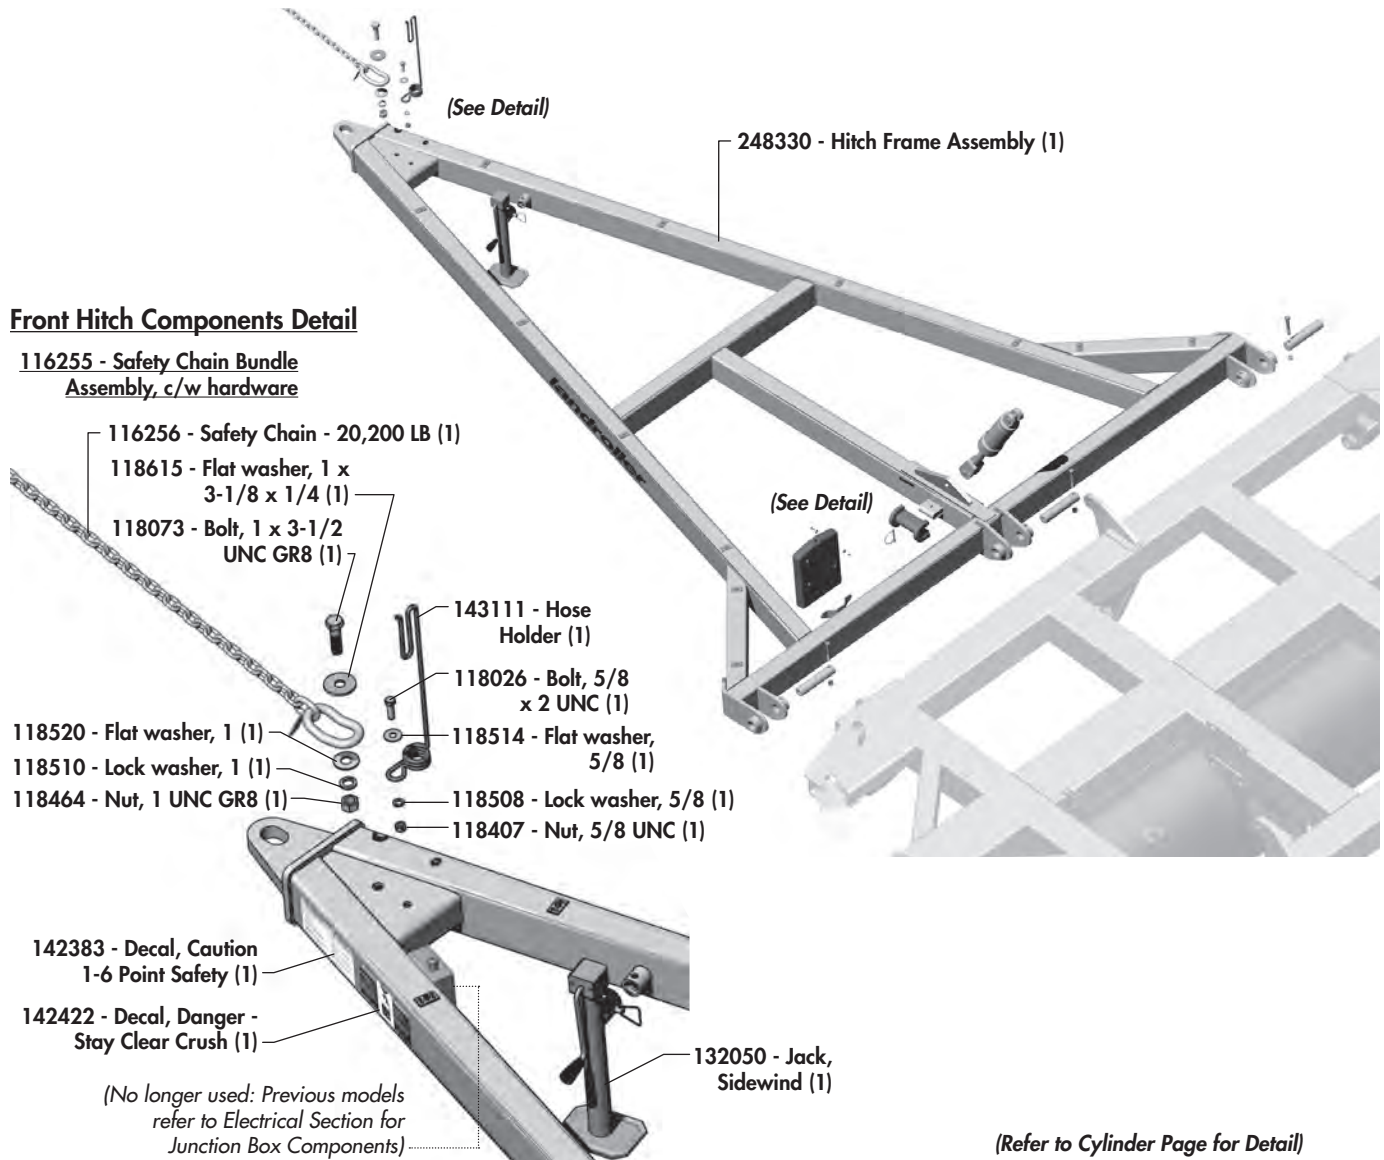 (See Detail)
248330 - Hitch Frame Assembly (1)
Front Hitch Components Detail
116255 - Safety Chain Bundle
Assembly, c/w hardware
116256 - Safety Chain - 20,200 LB (1)
118615 - Flat washer, 1 x
3-1/8 x 1/4 (1)
118073 - Bolt, 1 x 3-1/2
UNC GR8 (1)
landroller
(See Detail)
143111 - Hose
Holder (1)
118026 - Bolt, 5/8
x 2 UNC (1)
118520 - Flat washer, 1 (1)
118514 - Flat washer,
5/8 (1)
118510 - Lock washer, 1 (1)
118464 - Nut, 1 UNC GR8 (1)
118508 - Lock washer, 5/8 (1)
118407 - Nut, 5/8 UNC (1)
142383 - Decal, Caution
1-6 Point Safety (1)
142422 - Decal, Danger -
Stay Clear Crush (1)
132050 - Jack,
Sidewind (1)
(No longer used: Previous models
refer to Electrical Section for
Junction Box Components)
(Refer to Cylinder Page for Detail)